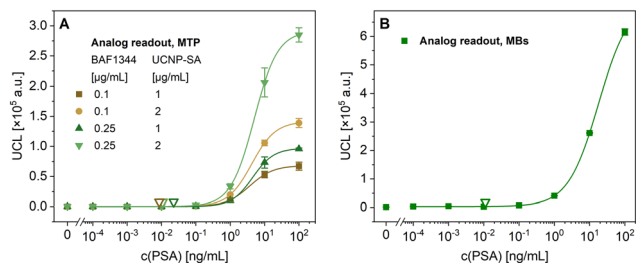 A
Analog readout, MTP
BAF1344 UCNP-SA
[µg/mL] [µg/mL]
0.1 1
0.1 2
0.25 1
0.25 2
UCL [×10⁵ a.u.]
3.0
2.5
2.0
1.5
1.0
0.5
0.0
0 10⁻⁴ 10⁻³ 10⁻² 10⁻¹ 10⁰ 10¹ 10²
c(PSA) [ng/mL]
B
Analog readout, MBs
UCL [×10⁵ a.u.]
6
4
2
0
0 10⁻⁴ 10⁻³ 10⁻² 10⁻¹ 10⁰ 10¹ 10²
c(PSA) [ng/mL]